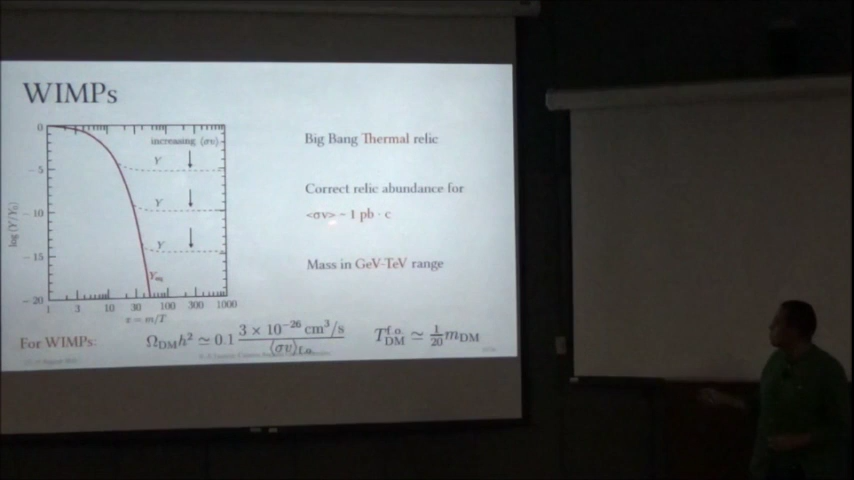 WIMPs
increasing ⟨σv⟩
Y
Y
Y
Y_eq
log (Y/Y₀)
0
−5
−10
−15
−20
1 3 10 30 100 300 1000
z = m/T
Big Bang Thermal relic
Correct relic abundance for
<σv> ~ 1 pb · c
Mass in GeV-TeV range
For WIMPs:
Ω_DM h² ≃ 0.1 3 × 10⁻²⁶ cm³/s / ⟨σv⟩_f.o.
T_DM^f.o. ≃ 1/20 m_DM